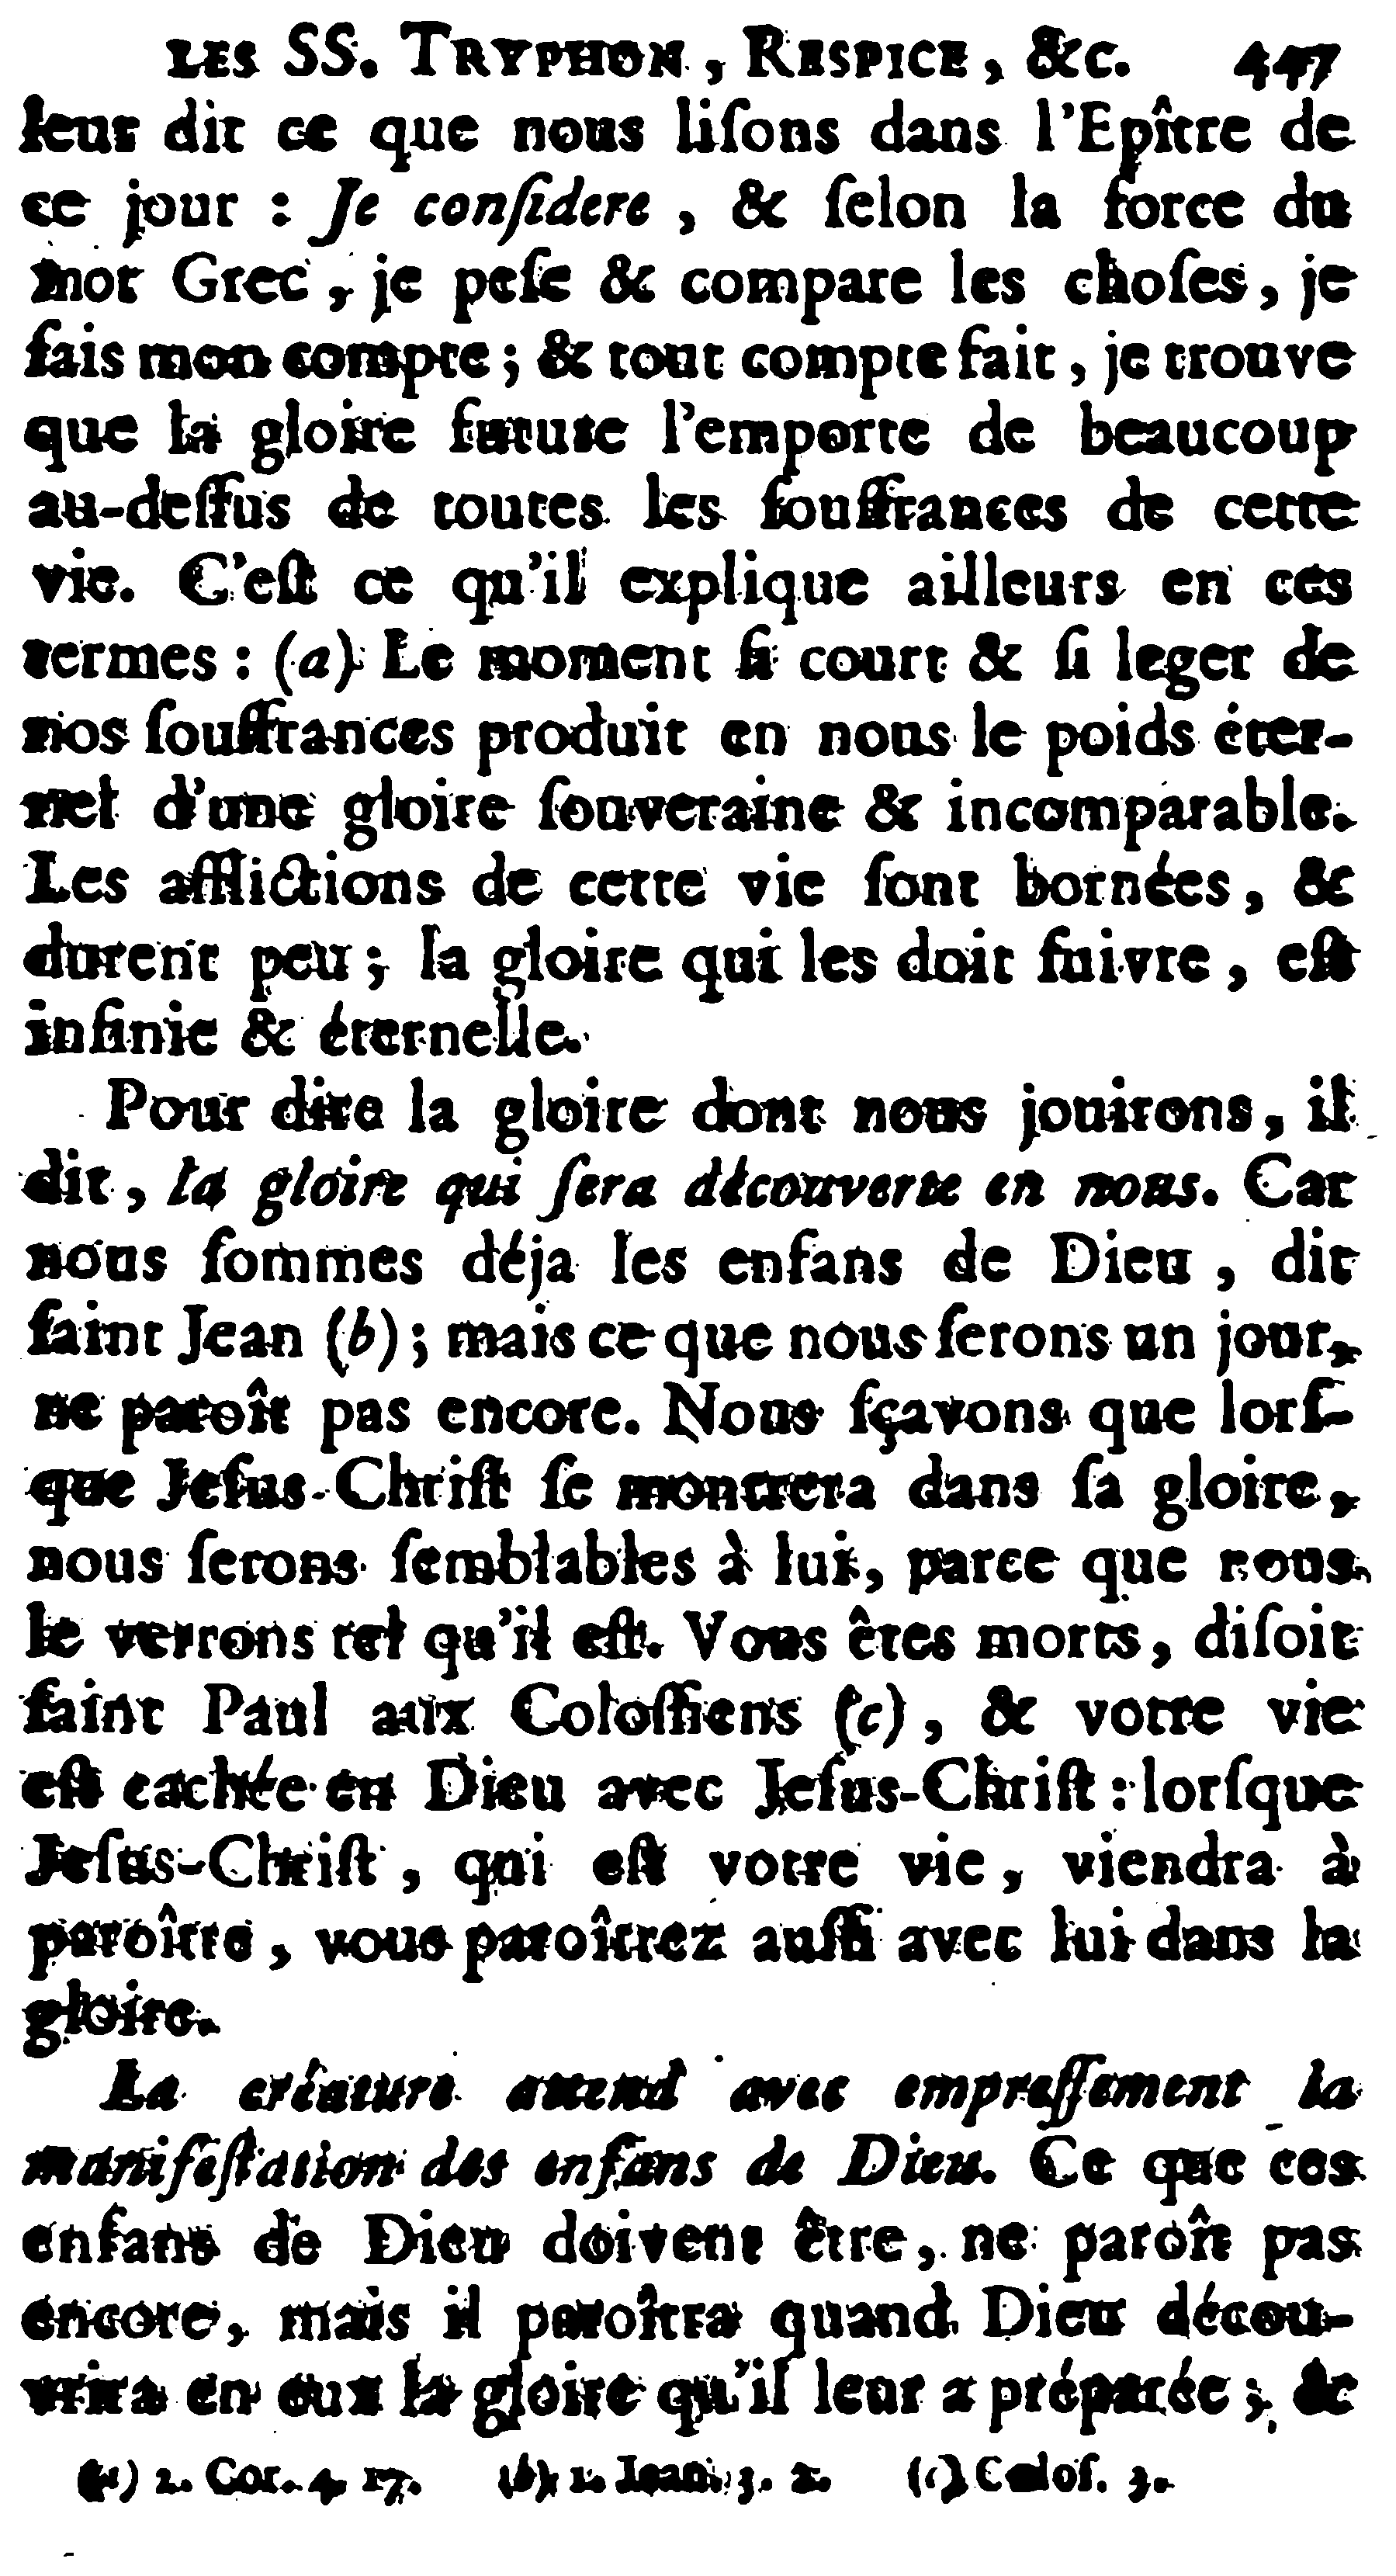 LES SS. TRYPHON, RESPICE, &c. 447
leur dit ce que nous liſons dans l'Epître de
ce jour : Je conſidere, & ſelon la force du
mot Grec, je peſe & compare les choſes, je
fais mon compte; & tout compte fait, je trouve
que la gloire future l'emporte de beaucoup
au-deſſus de toutes les ſouffrances de cette
vie. C'eſt ce qu'il explique ailleurs en ces
termes : (a) Le moment ſi court & ſi leger de
nos ſouffrances produit en nous le poids éter-
nel d'une gloire ſouveraine & incomparable.
Les afflictions de cette vie ſont bornées, &
durent peu; la gloire qui les doit ſuivre, eſt
infinie & éternelle.
Pour dire la gloire dont nous jouirons, il
dit, la gloire qui ſera découverte en nous. Car
nous ſommes déja les enfans de Dieu, dit
ſaint Jean (b); mais ce que nous ſerons un jour,
ne paroît pas encore. Nous ſçavons que lorſ-
que Jeſus-Chriſt ſe montrera dans ſa gloire,
nous ſerons ſemblables à lui, parce que nous
le verrons tel qu'il eſt. Vous êtes morts, diſoit
ſaint Paul aux Coloſſiens (c), & votre vie
eſt cachée en Dieu avec Jeſus-Chriſt : lorſque
Jeſus-Chriſt, qui eſt votre vie, viendra à
paroître, vous paroîtrez auſſi avec lui dans la
gloire.
La créature attend avec empreſſement la
manifeſtation des enfans de Dieu. Ce que ces
enfans de Dieu doivent être, ne paroît pas
encore, mais il paroîtra quand Dieu décou-
vrira en eux la gloire qu'il leur a préparée; &
(a) 2. Cor. 4. 17. (b) 1. Jean. 3. 2. (c) Coloſ. 3.